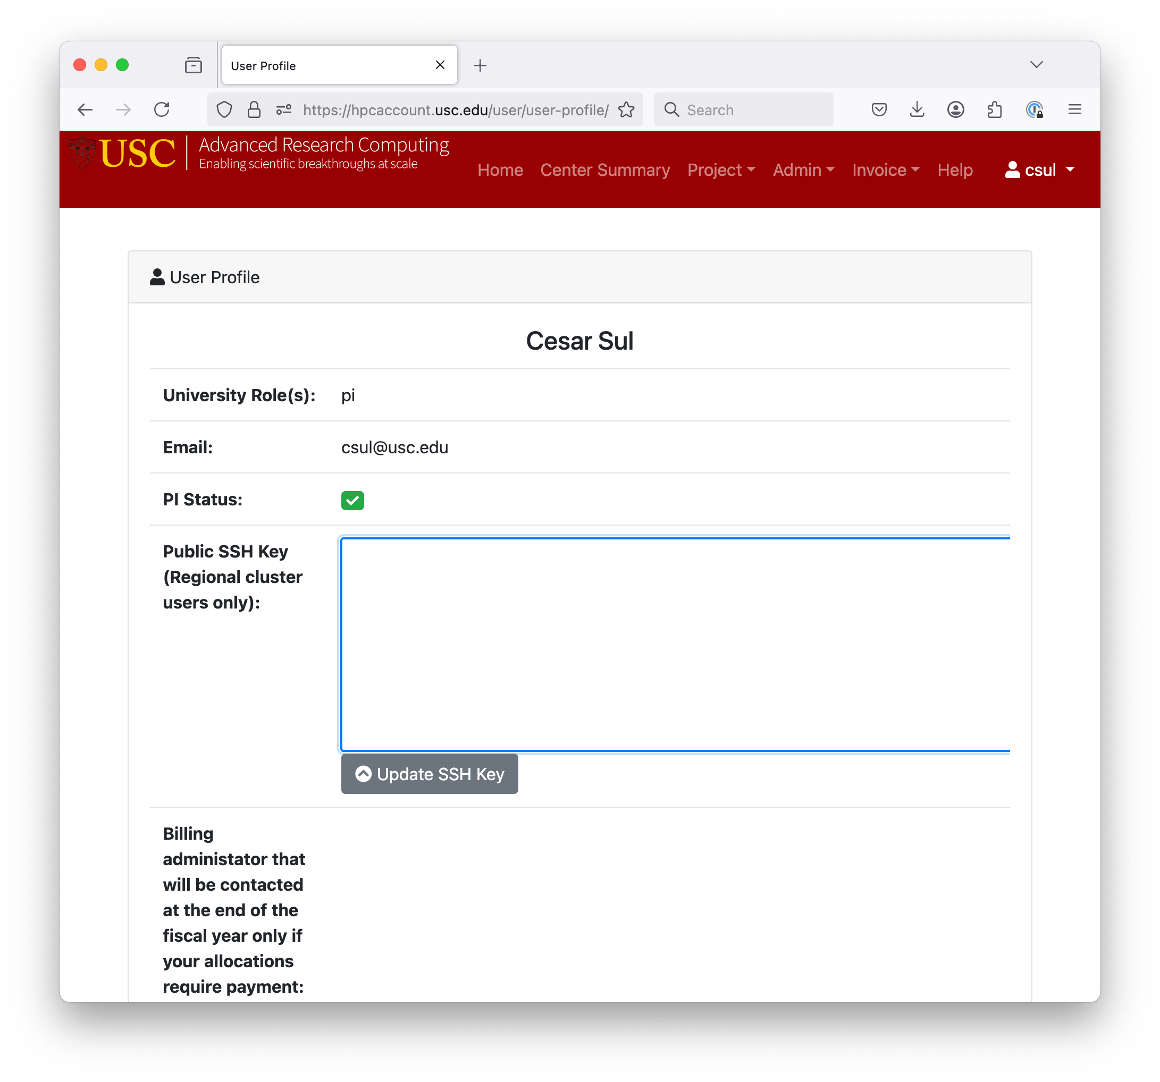 User Profile
https://hpcaccount.usc.edu/user/user-profile/
Search
USC
Advanced Research Computing
Enabling scientific breakthroughs at scale
Home Center Summary Project Admin Invoice Help csul
User Profile
Cesar Sul
University Role(s): pi
Email: csul@usc.edu
PI Status:
Public SSH Key
(Regional cluster
users only):
Update SSH Key
Billing
administator that
will be contacted
at the end of the
fiscal year only if
your allocations
require payment: